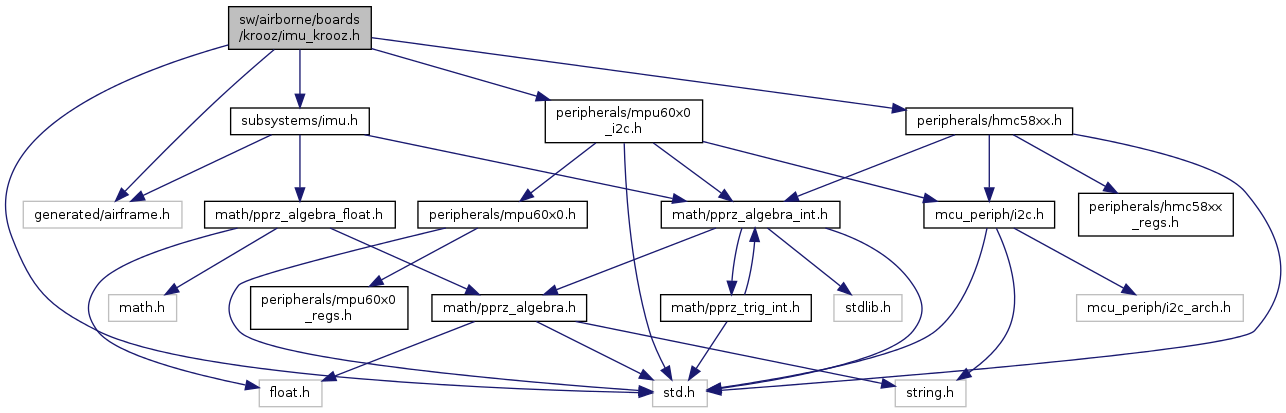 sw/airborne/boards
/krooz/imu_krooz.h
subsystems/imu.h
peripherals/mpu60x0
_i2c.h
peripherals/hmc58xx.h
generated/airframe.h
math/pprz_algebra_float.h
peripherals/mpu60x0.h
math/pprz_algebra_int.h
mcu_periph/i2c.h
peripherals/hmc58xx
_regs.h
math.h
peripherals/mpu60x0
_regs.h
math/pprz_algebra.h
math/pprz_trig_int.h
stdlib.h
mcu_periph/i2c_arch.h
float.h
std.h
string.h